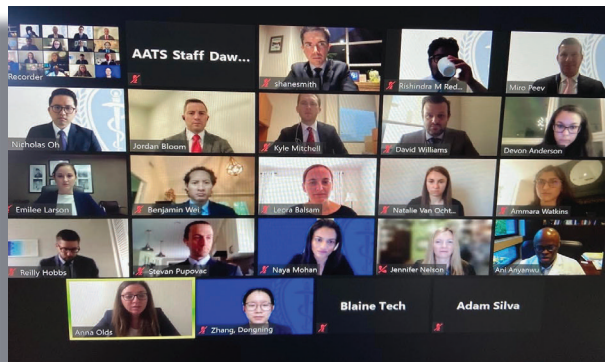 Recorder
AATS Staff Daw...
shanesmith
Rishindra M Red...
Miro Peev
Nicholas Oh
Jordan Bloom
Kyle Mitchell
David Williams
Devon Anderson
Emilee Larson
Benjamin Wei
Leora Balsam
Natalie Van Ocht...
Ammara Watkins
Reilly Hobbs
Stevan Pupovac
Naya Mohan
Jennifer Nelson
Ani Anyanwu
Anna Olds
Zhang, Dongning
Blaine Tech
Adam Silva